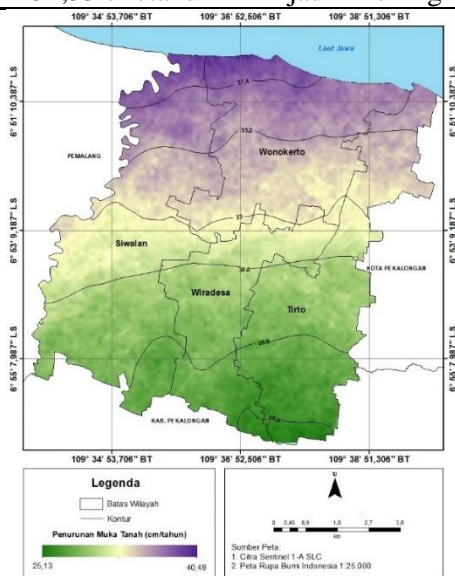 109° 34' 53,706" BT 109° 36' 52,506" BT 109° 38' 51,306" BT
Laut Jawa
6° 51' 10,387" LS
6° 51' 10,387" LS
37,4
35,2
PEMALANG
Wonokerto
33
6° 53' 9,187" LS
6° 53' 9,187" LS
Siwalan
KOTA PEKALONGAN
Wiradesa
Tirto
6° 55' 7,987" LS
6° 55' 7,987" LS
KAB. PEKALONGAN
109° 34' 53,706" BT 109° 36' 52,506" BT 109° 38' 51,306" BT
Legenda
Batas Wilayah
Kontur
Penurunan Muka Tanah (cm/tahun)
25,13 40,49
0 0,45 0,9 1,8 2,7 3,6
km
Sumber Peta:
1. Citra Sentinel 1-A SLC
2. Peta Rupa Bumi Indonesia 1:25.000